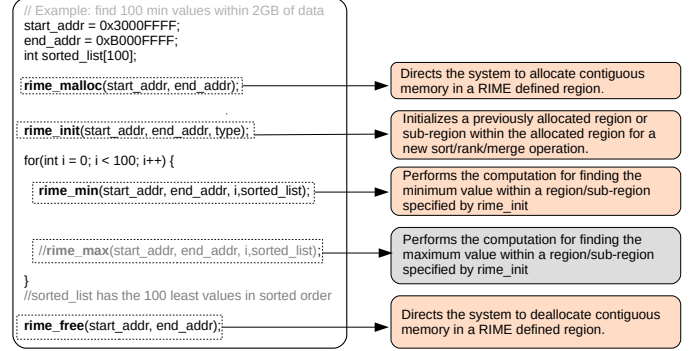 // Example: find 100 min values within 2GB of data
start_addr = 0x3000FFFF;
end_addr = 0xB000FFFF;
int sorted_list[100];
rime_malloc(start_addr, end_addr);
Directs the system to allocate contiguous
memory in a RIME defined region.
rime_init(start_addr, end_addr, type);
Initializes a previously allocated region or
sub-region within the allocated region for a
new sort/rank/merge operation.
for(int i = 0; i < 100; i++) {
rime_min(start_addr, end_addr, i,sorted_list);
Performs the computation for finding the
minimum value within a region/sub-region
specified by rime_init
//rime_max(start_addr, end_addr, i,sorted_list);
Performs the computation for finding the
maximum value within a region/sub-region
specified by rime_init
}
//sorted_list has the 100 least values in sorted order
rime_free(start_addr, end_addr);
Directs the system to deallocate contiguous
memory in a RIME defined region.